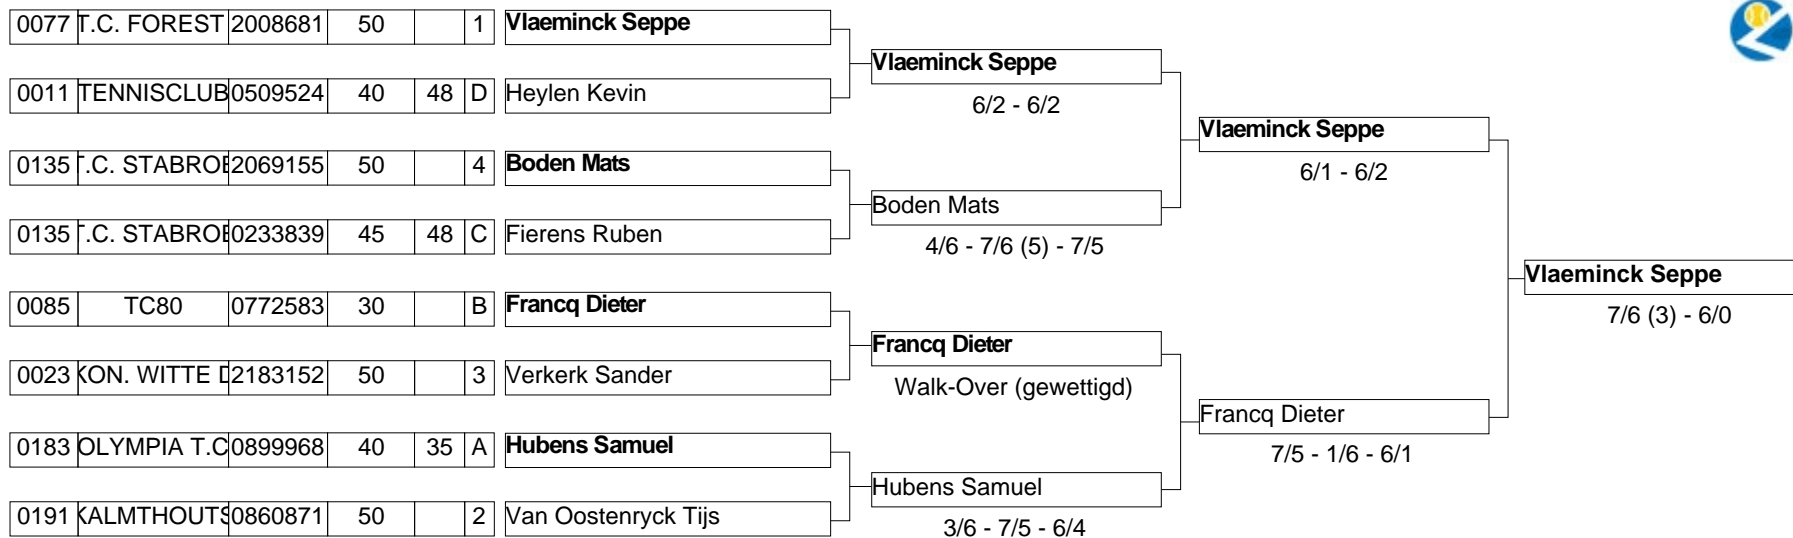 0077 T.C. FOREST 2008681 50 1 Vlaeminck Seppe
Vlaeminck Seppe
0011 TENNISCLUB 0509524 40 48 D Heylen Kevin
6/2 - 6/2
Vlaeminck Seppe
0135 T.C. STABROE 2069155 50 4 Boden Mats
6/1 - 6/2
Boden Mats
0135 T.C. STABROE 0233839 45 48 C Fierens Ruben
4/6 - 7/6 (5) - 7/5
Vlaeminck Seppe
0085 TC80 0772583 30 B Francq Dieter
7/6 (3) - 6/0
Francq Dieter
0023 KON. WITTE D 2183152 50 3 Verkerk Sander
Walk-Over (gewettigd)
Francq Dieter
0183 OLYMPIA T.C 0899968 40 35 A Hubens Samuel
7/5 - 1/6 - 6/1
Hubens Samuel
0191 KALMTHOUTS 0860871 50 2 Van Oostenryck Tijs
3/6 - 7/5 - 6/4